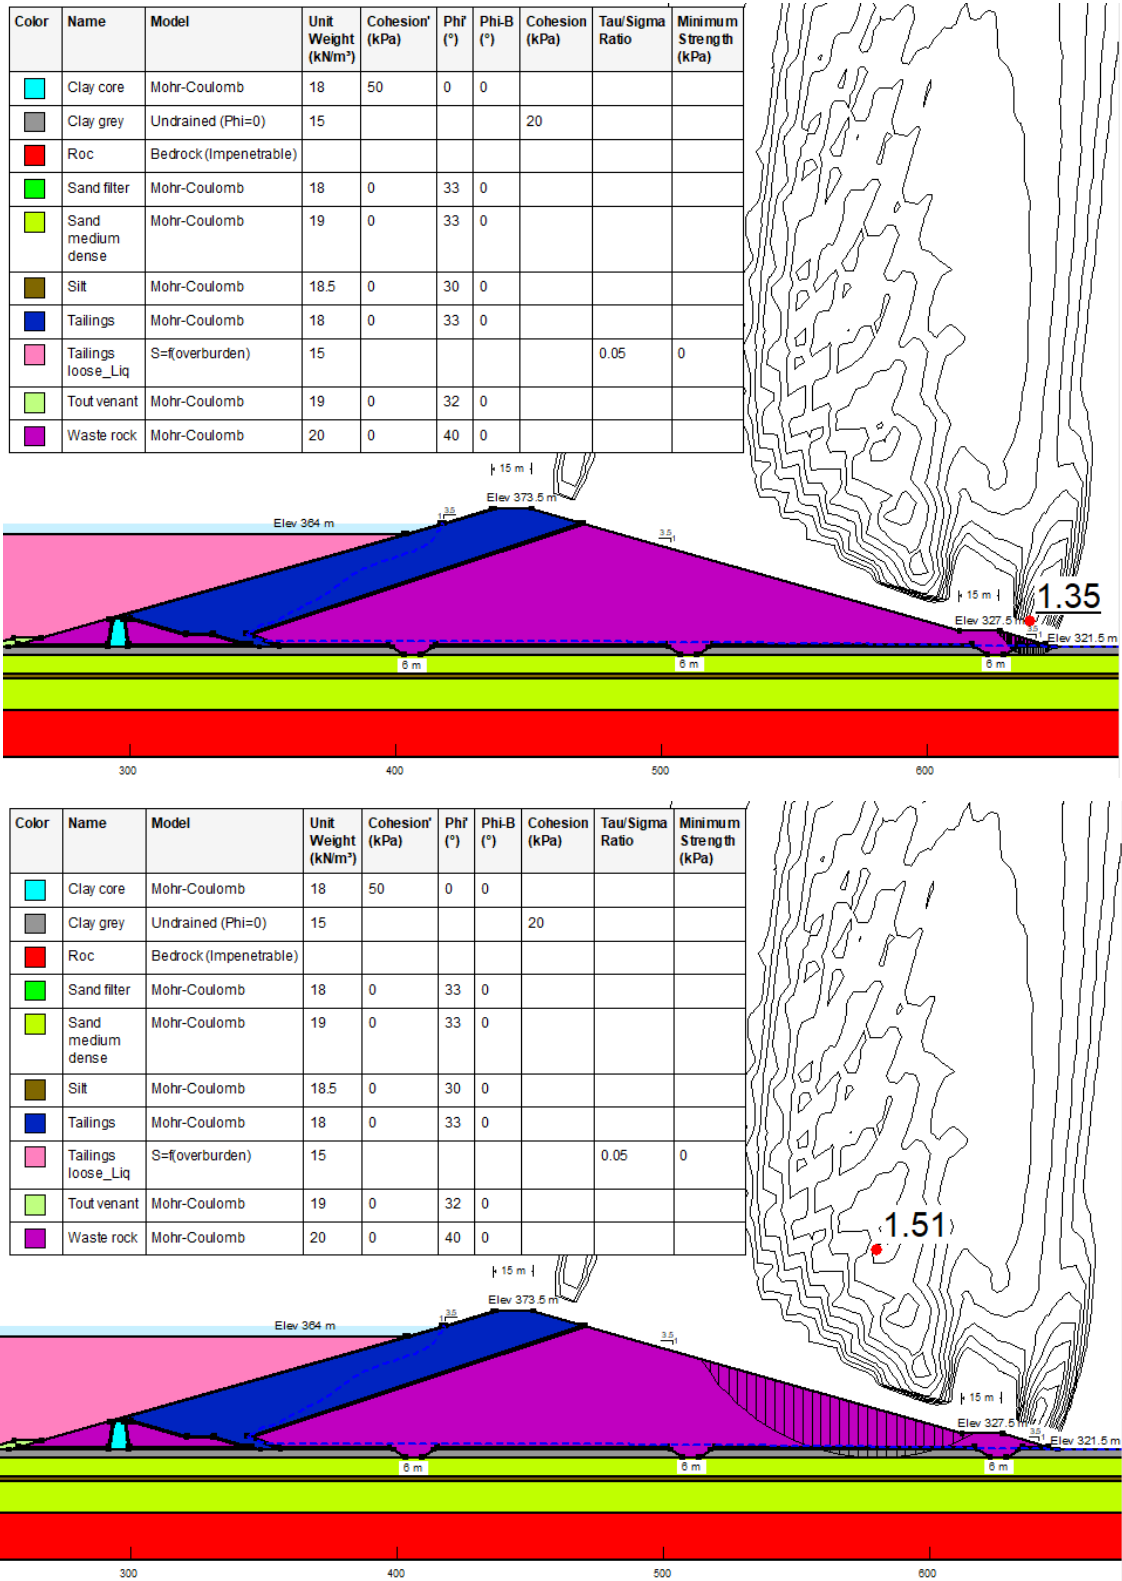 Color Name Model Unit Weight (kN/m³) Cohesion' (kPa) Phi' (°) Phi-B (°) Cohesion (kPa) Tau/Sigma Ratio Minimum Strength (kPa)
Clay core Mohr-Coulomb 18 50 0 0
Clay grey Undrained (Phi=0) 15 20
Roc Bedrock (Impenetrable)
Sand filter Mohr-Coulomb 18 0 33 0
Sand medium dense Mohr-Coulomb 19 0 33 0
Silt Mohr-Coulomb 18.5 0 30 0
Tailings Mohr-Coulomb 18 0 33 0
Tailings loose_Liq S=f(overburden) 15 0.05 0
Tout venant Mohr-Coulomb 19 0 32 0
Waste rock Mohr-Coulomb 20 0 40 0
15 m
Elev 373.5 m
Elev 364 m
3.5
1
3.5
1
15 m
1.35
Elev 327.5 m
3.5
1
Elev 321.5 m
6 m
6 m
6 m
300 400 500 600
Color Name Model Unit Weight (kN/m³) Cohesion' (kPa) Phi' (°) Phi-B (°) Cohesion (kPa) Tau/Sigma Ratio Minimum Strength (kPa)
Clay core Mohr-Coulomb 18 50 0 0
Clay grey Undrained (Phi=0) 15 20
Roc Bedrock (Impenetrable)
Sand filter Mohr-Coulomb 18 0 33 0
Sand medium dense Mohr-Coulomb 19 0 33 0
Silt Mohr-Coulomb 18.5 0 30 0
Tailings Mohr-Coulomb 18 0 33 0
Tailings loose_Liq S=f(overburden) 15 0.05 0
Tout venant Mohr-Coulomb 19 0 32 0
Waste rock Mohr-Coulomb 20 0 40 0
1.51
15 m
Elev 373.5 m
Elev 364 m
3.5
1
3.5
1
15 m
Elev 327.5 m
3.5
1
Elev 321.5 m
6 m
6 m
6 m
300 400 500 600